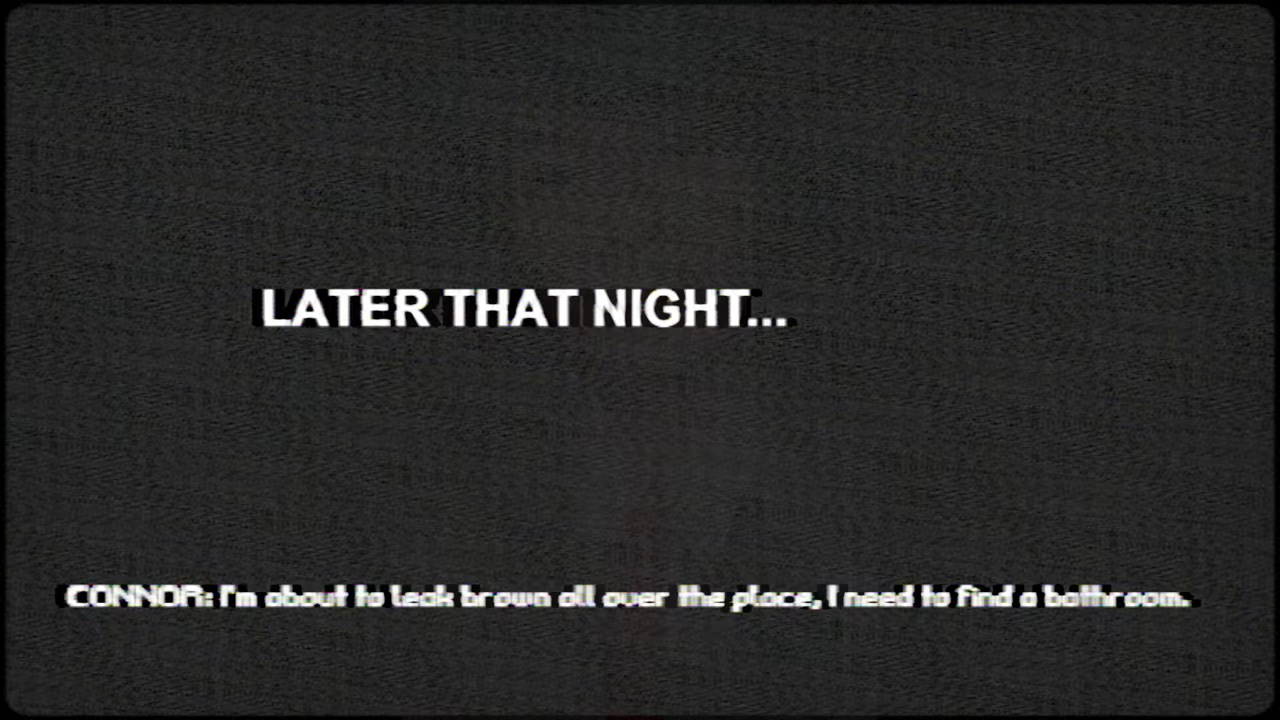 LATER THAT NIGHT...
CONNOR: I'm about to leak brown all over the place, I need to find a bathroom.